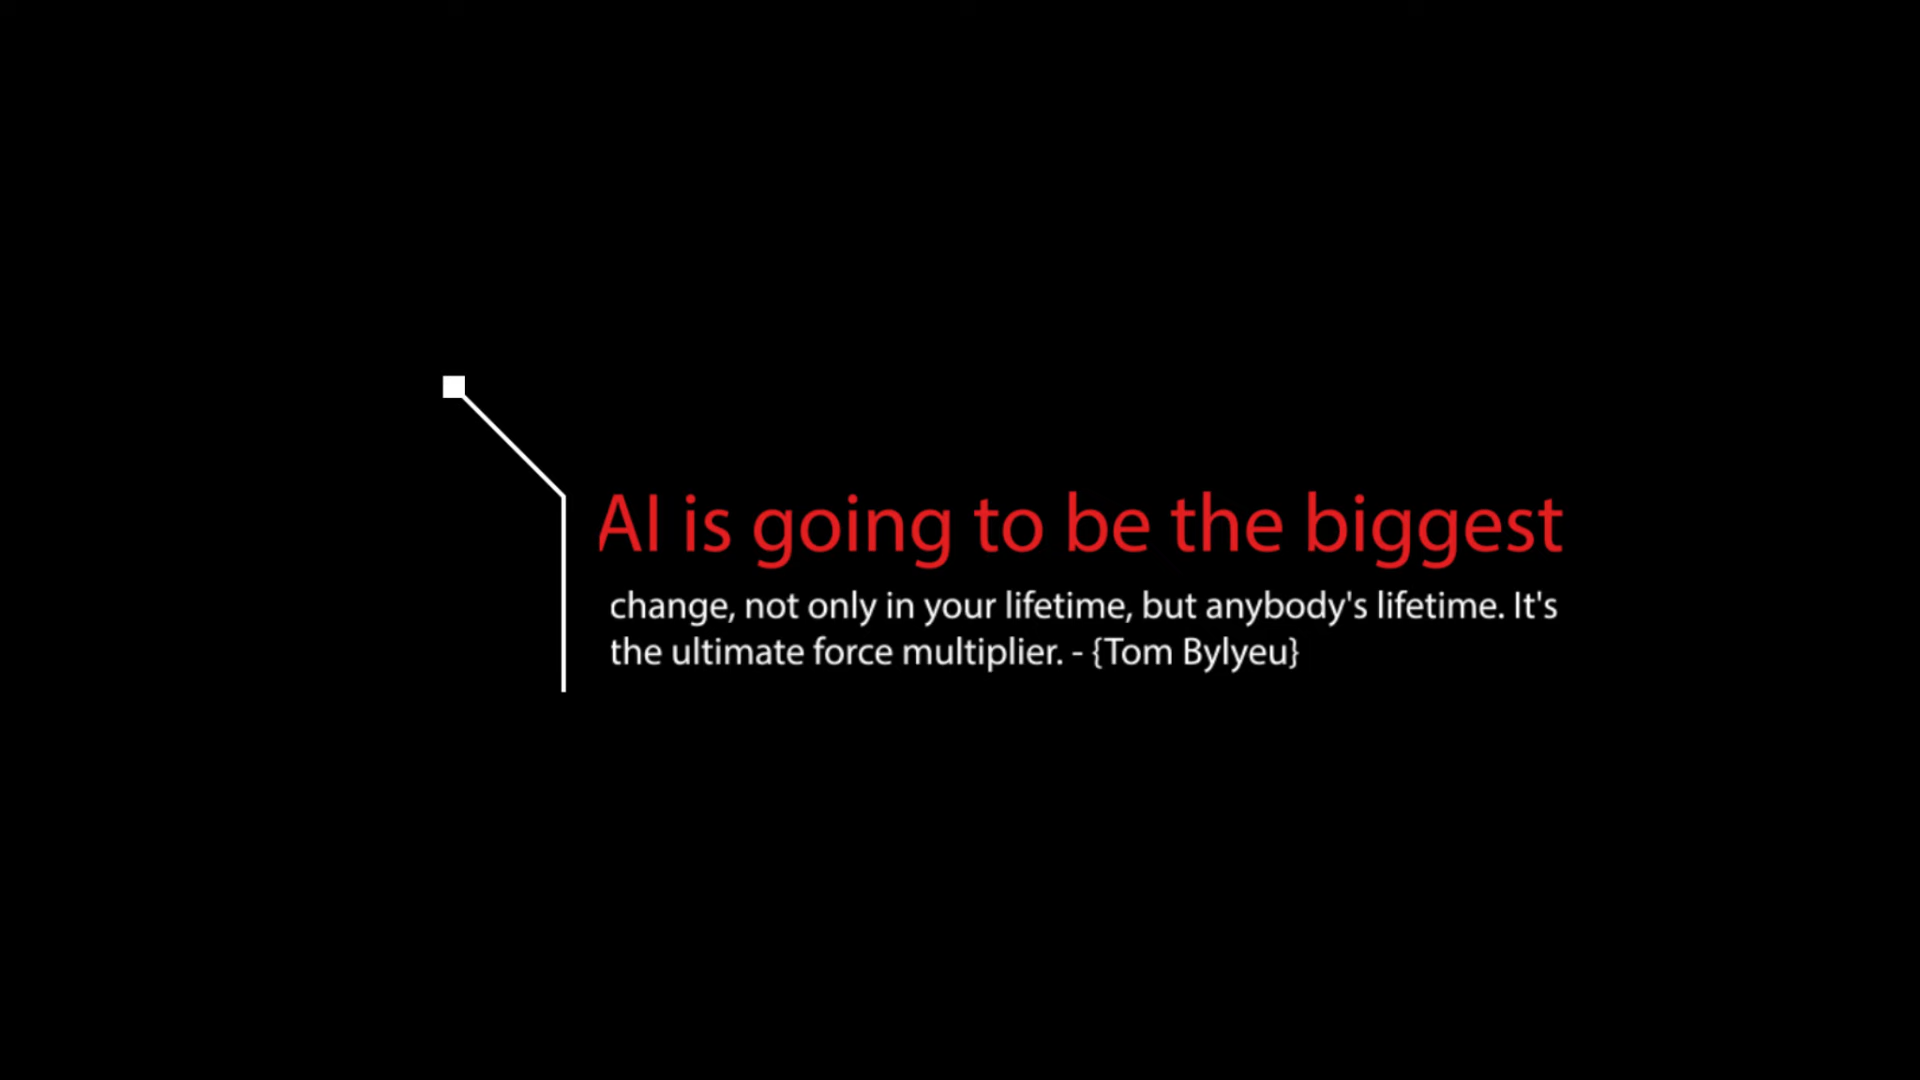 AI is going to be the biggest
change, not only in your lifetime, but anybody's lifetime. It's
the ultimate force multiplier. - {Tom Bylyeu}